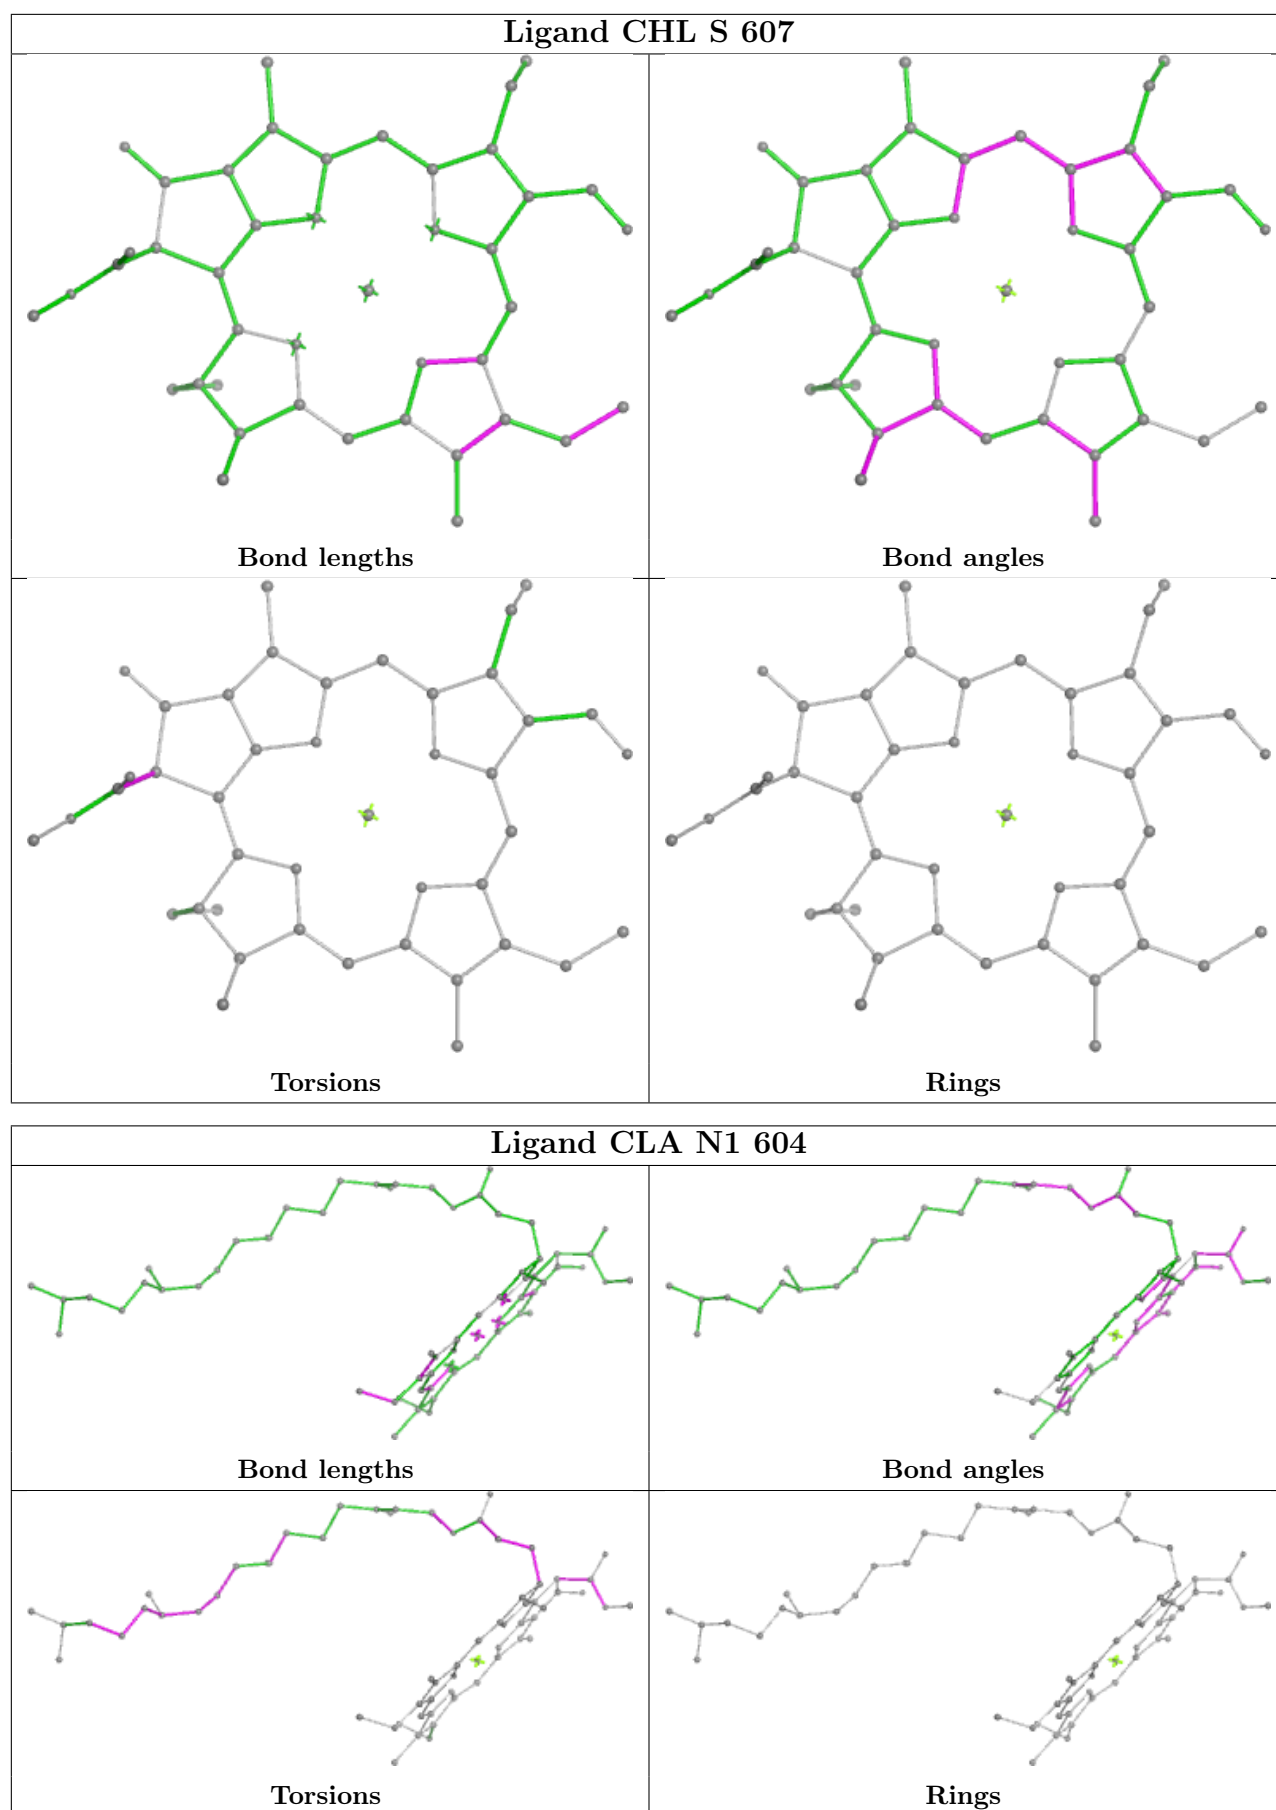 Ligand CHL S 607
Bond lengths
Bond angles
Torsions
Rings
Ligand CLA N1 604
Bond lengths
Bond angles
Torsions
Rings